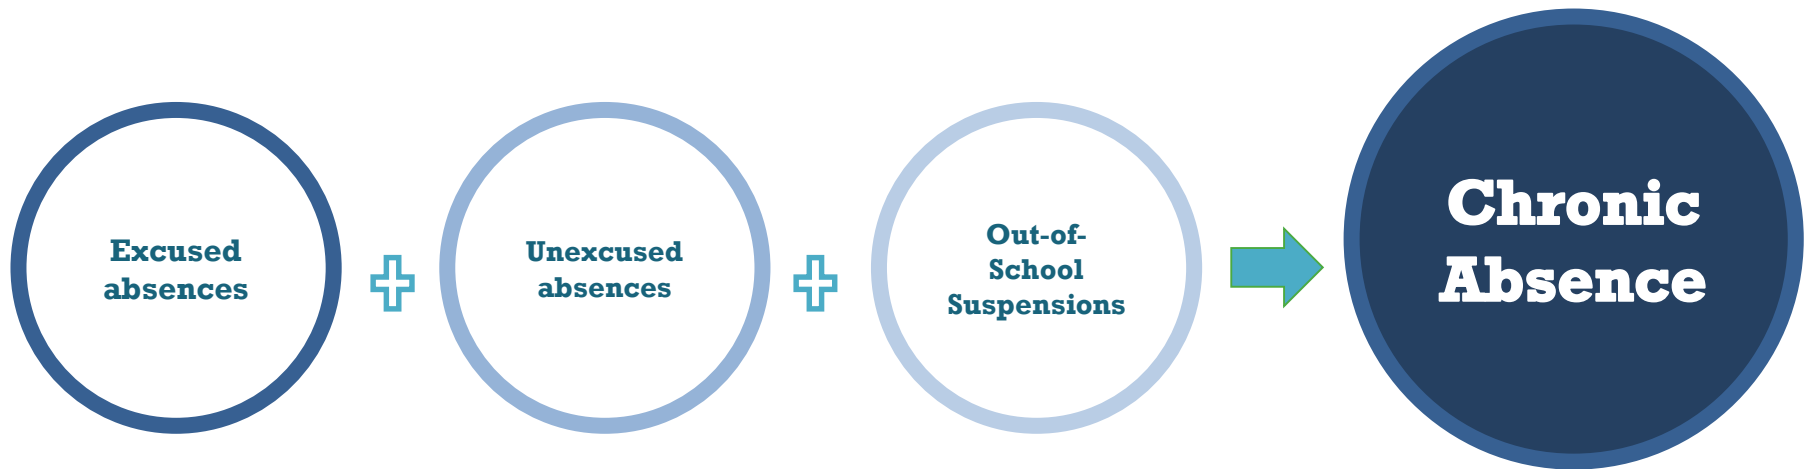 Excused
absences
Unexcused
absences
Out-of-
School
Suspensions
Chronic
Absence